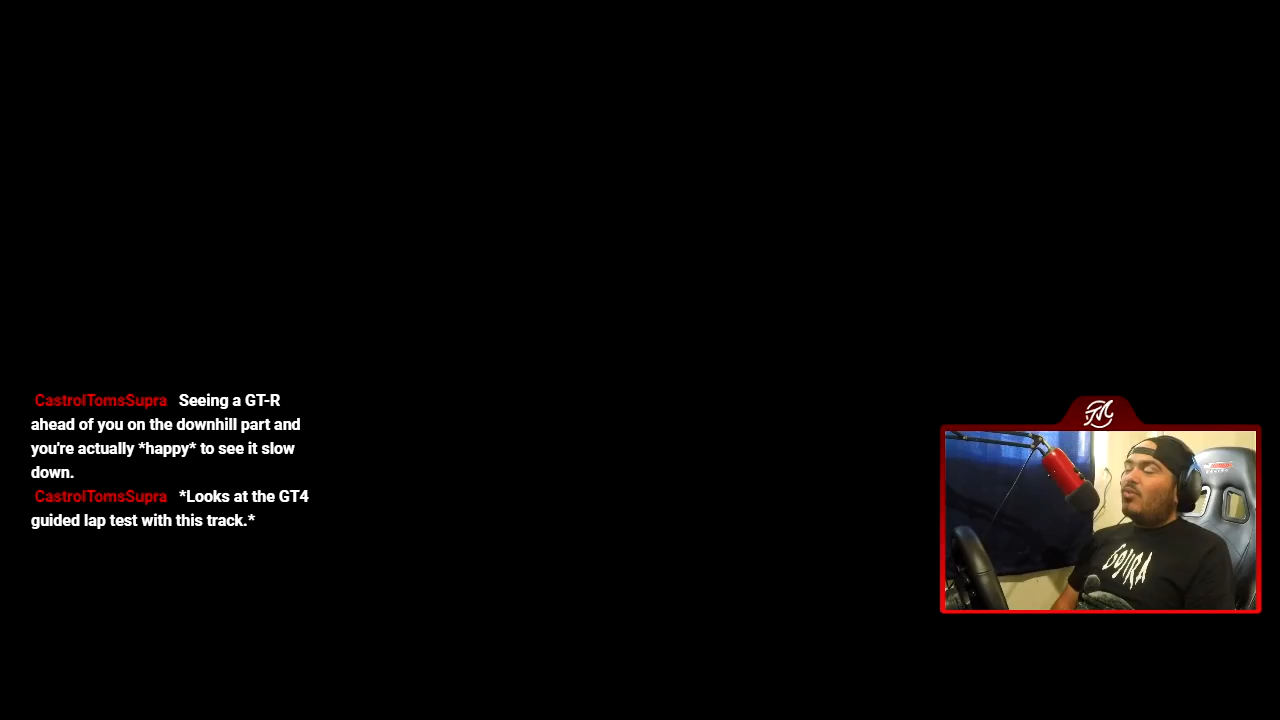 CastrolTomsSupra Seeing a GT-R
ahead of you on the downhill part and
you're actually *happy* to see it slow
down.
CastrolTomsSupra *Looks at the GT4
guided lap test with this track.*
GOJIRA